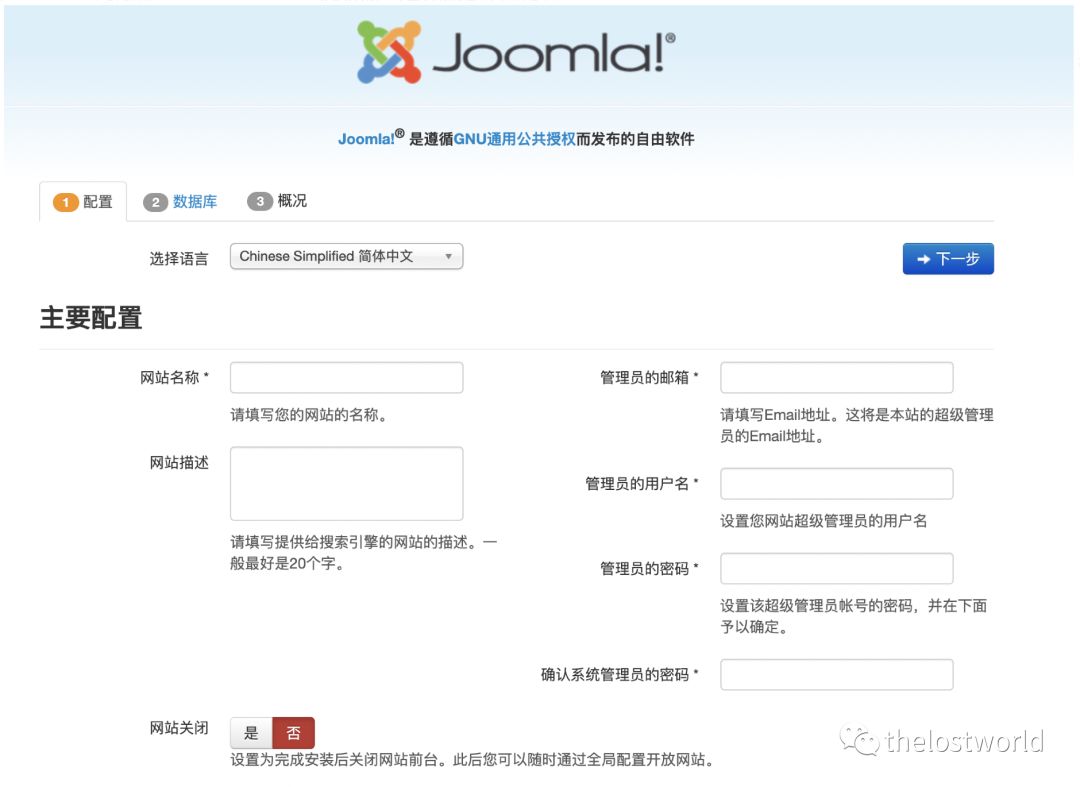 Joomla!®
Joomla!® 是遵循GNU通用公共授权而发布的自由软件
1 配置 2 数据库 3 概况
选择语言 Chinese Simplified 简体中文 下一步
主要配置
网站名称 *
请填写您的网站的名称。
网站描述
请填写提供给搜索引擎的网站的描述。一
般最好是20个字。
管理员的邮箱 *
请填写Email地址。这将是本站的超级管理
员的Email地址。
管理员的用户名 *
设置您网站超级管理员的用户名
管理员的密码 *
设置该超级管理员帐号的密码，并在下面
予以确定。
确认系统管理员的密码 *
网站关闭 是 否
设置为完成安装后关闭网站前台。此后您可以随时通过全局配置开放网站。
thelostworld